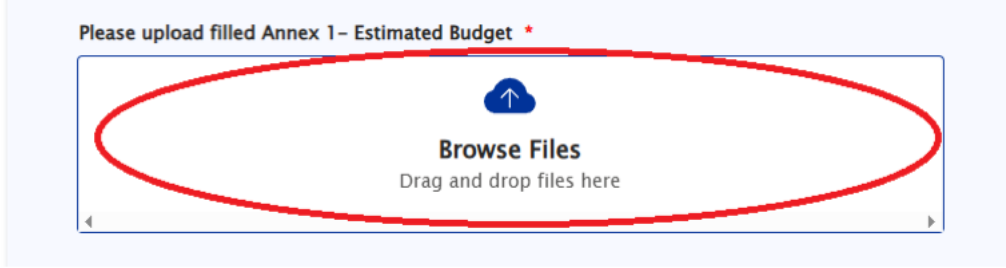 Please upload filled Annex 1– Estimated Budget *
Browse Files
Drag and drop files here